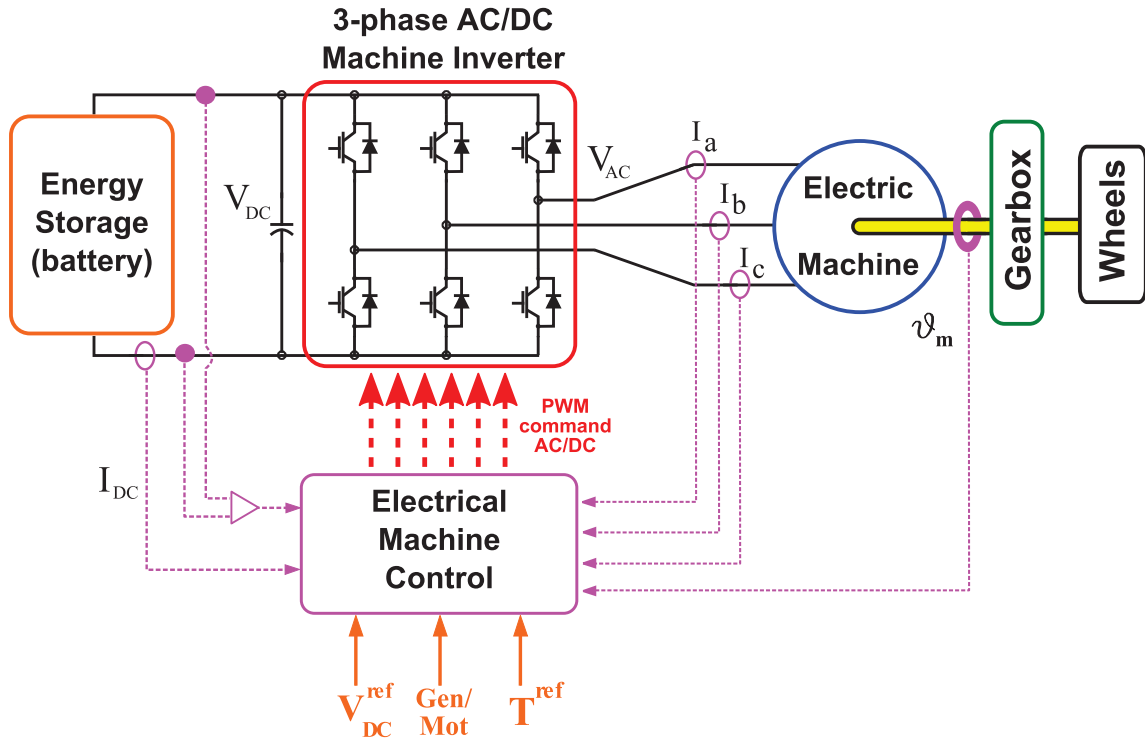 3-phase AC/DC
Machine Inverter
Energy
Storage
(battery)
V_DC
V_AC
I_a
I_b
I_c
Electric
Machine
ϑ_m
Gearbox
Wheels
PWM
command
AC/DC
I_DC
Electrical
Machine
Control
V_DC^ref
Gen/
Mot
T^ref